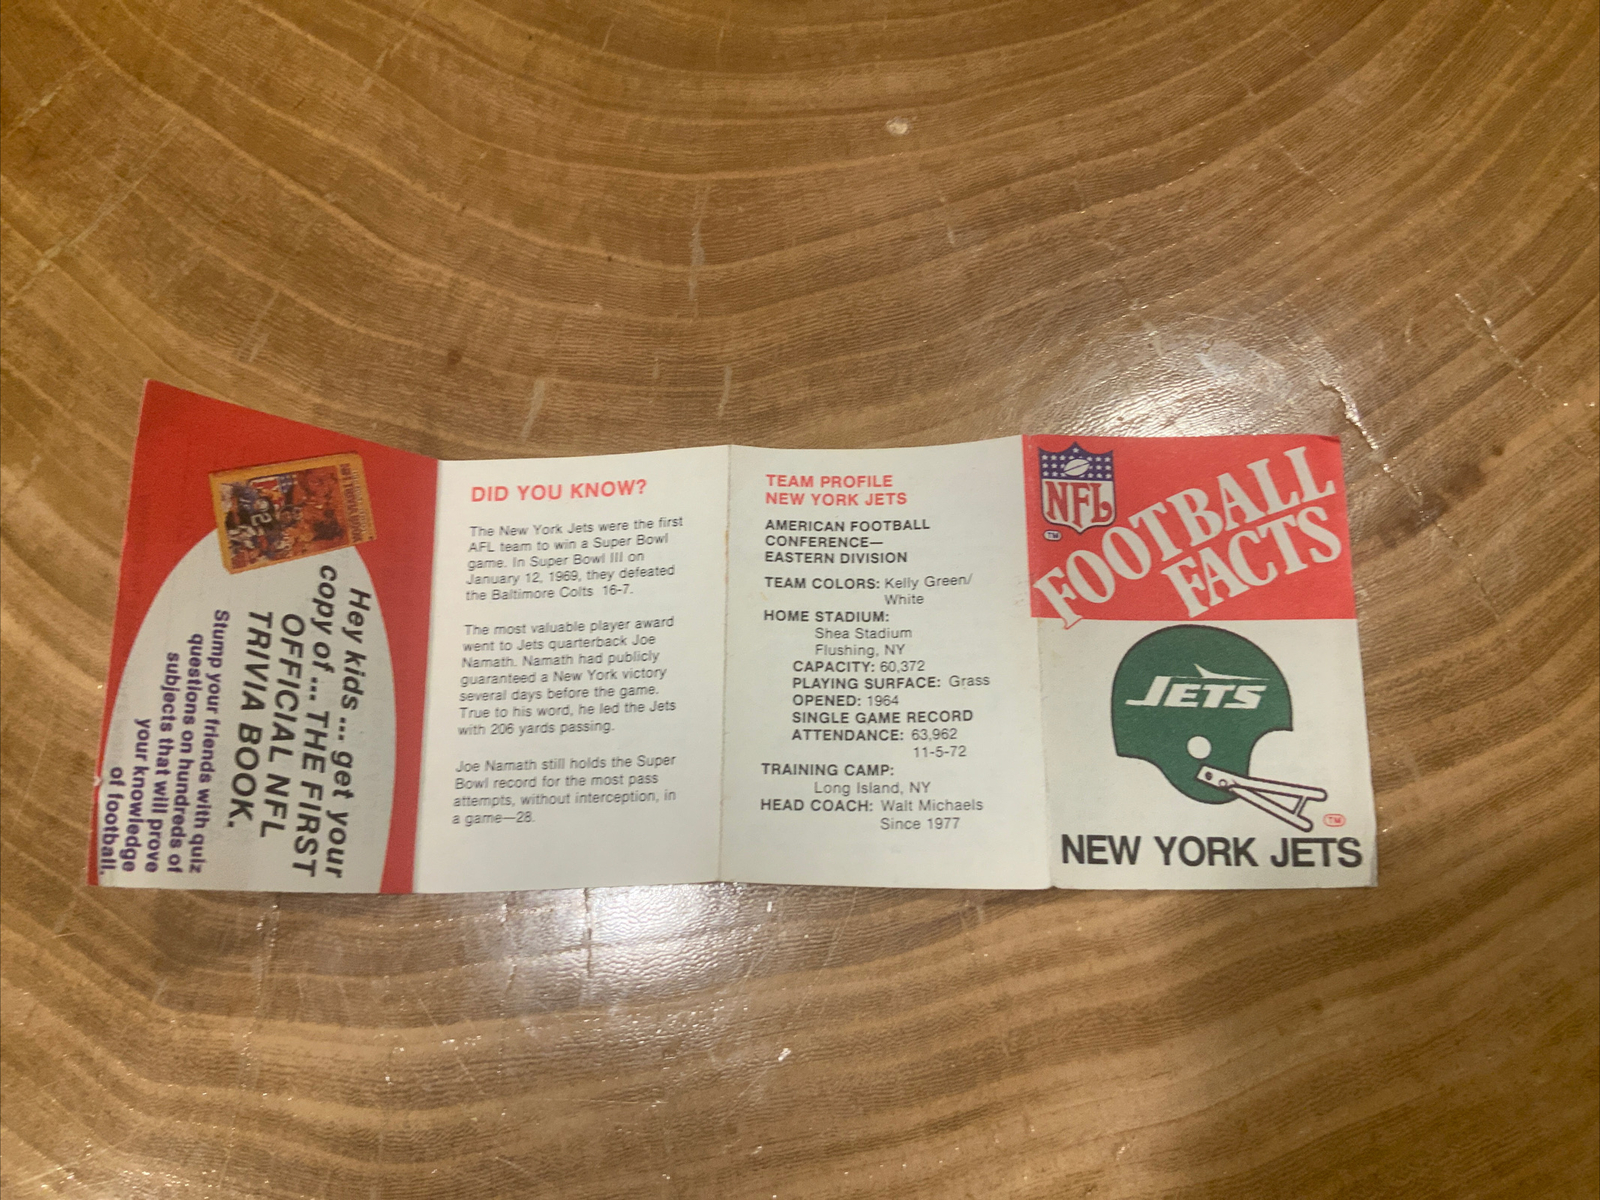 Hey kids ... get your
copy of ... THE FIRST
OFFICIAL NFL
TRIVIA BOOK.
Stump your friends with quiz
questions on hundreds of
subjects that will prove
your knowledge
of football.
DID YOU KNOW?
The New York Jets were the first
AFL team to win a Super Bowl
game. In Super Bowl III on
January 12, 1969, they defeated
the Baltimore Colts 16-7.
The most valuable player award
went to Jets quarterback Joe
Namath. Namath had publicly
guaranteed a New York victory
several days before the game.
True to his word, he led the Jets
with 206 yards passing.
Joe Namath still holds the Super
Bowl record for the most pass
attempts, without interception, in
a game—28.
TEAM PROFILE
NEW YORK JETS
AMERICAN FOOTBALL
CONFERENCE—
EASTERN DIVISION
TEAM COLORS: Kelly Green/
White
HOME STADIUM:
Shea Stadium
Flushing, NY
CAPACITY: 60,372
PLAYING SURFACE: Grass
OPENED: 1964
SINGLE GAME RECORD
ATTENDANCE: 63,962
11-5-72
TRAINING CAMP:
Long Island, NY
HEAD COACH: Walt Michaels
Since 1977
NFL
TM
FOOTBALL
FACTS
JETS
TM
NEW YORK JETS